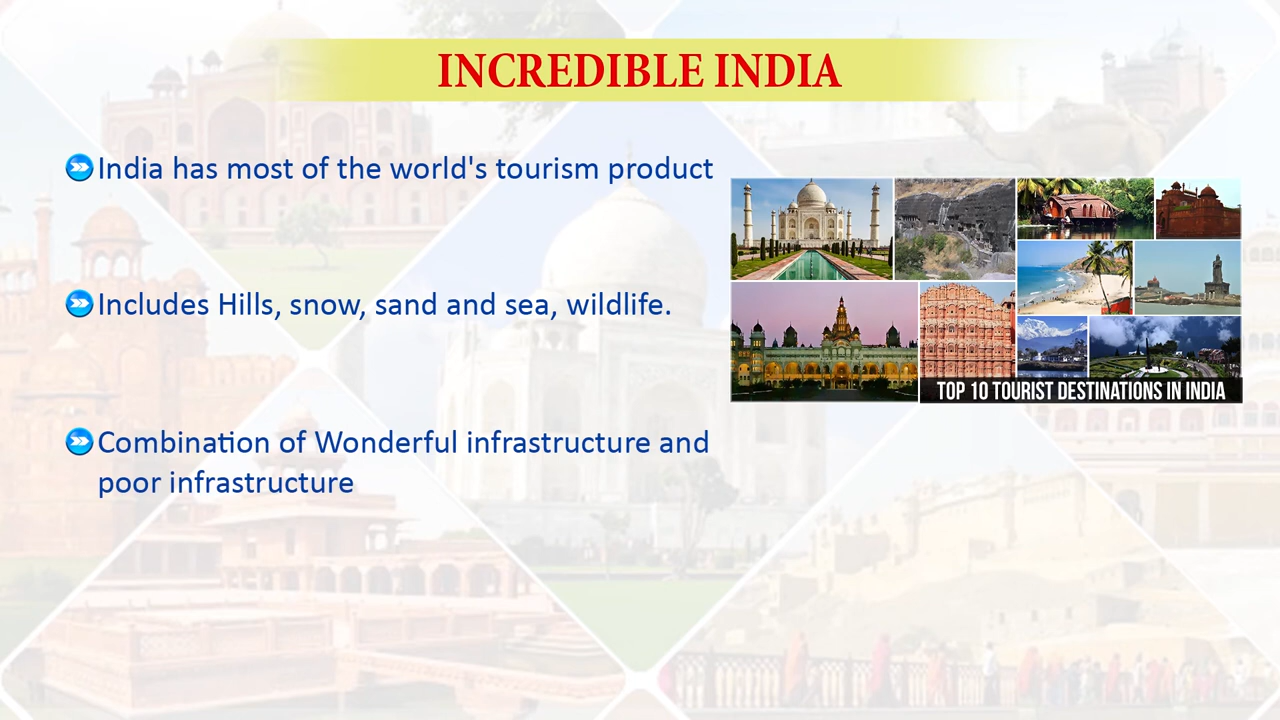 INCREDIBLE INDIA
India has most of the world's tourism product
Includes Hills, snow, sand and sea, wildlife.
Combination of Wonderful infrastructure and
poor infrastructure
TOP 10 TOURIST DESTINATIONS IN INDIA